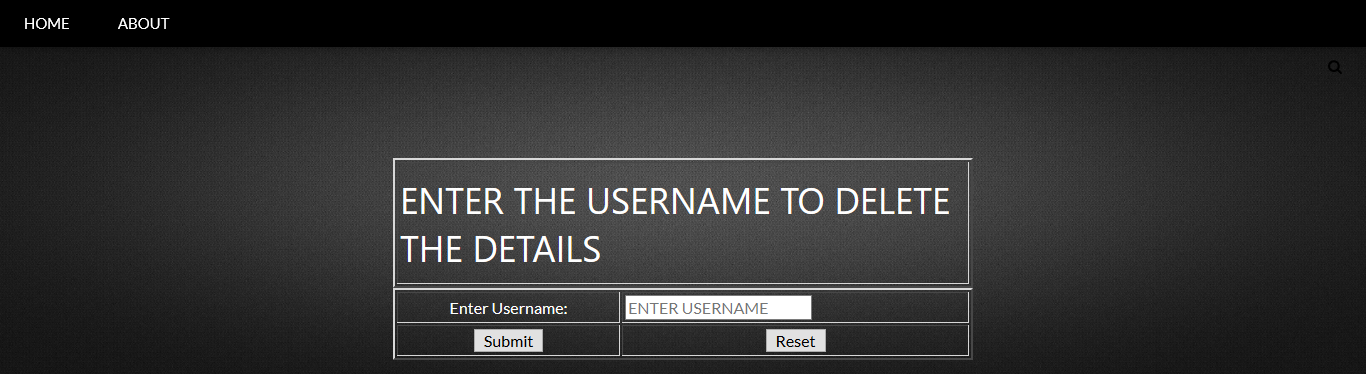 HOME ABOUT
ENTER THE USERNAME TO DELETE
THE DETAILS
Enter Username: ENTER USERNAME
Submit Reset